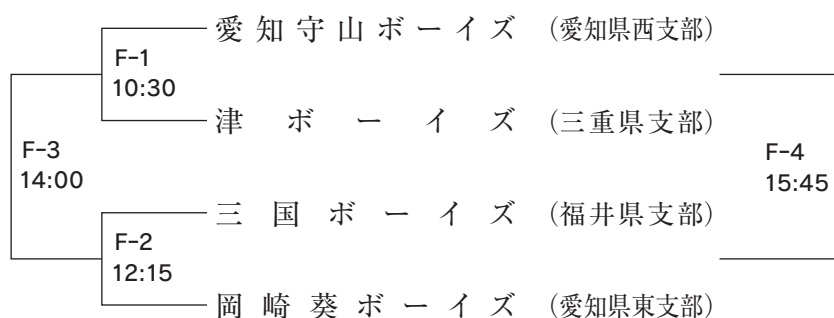 愛知守山ボーイズ (愛知県西支部)
F-1
10:30
津ボーイズ (三重県支部)
F-3
14:00
F-4
15:45
三国ボーイズ (福井県支部)
F-2
12:15
岡崎葵ボーイズ (愛知県東支部)